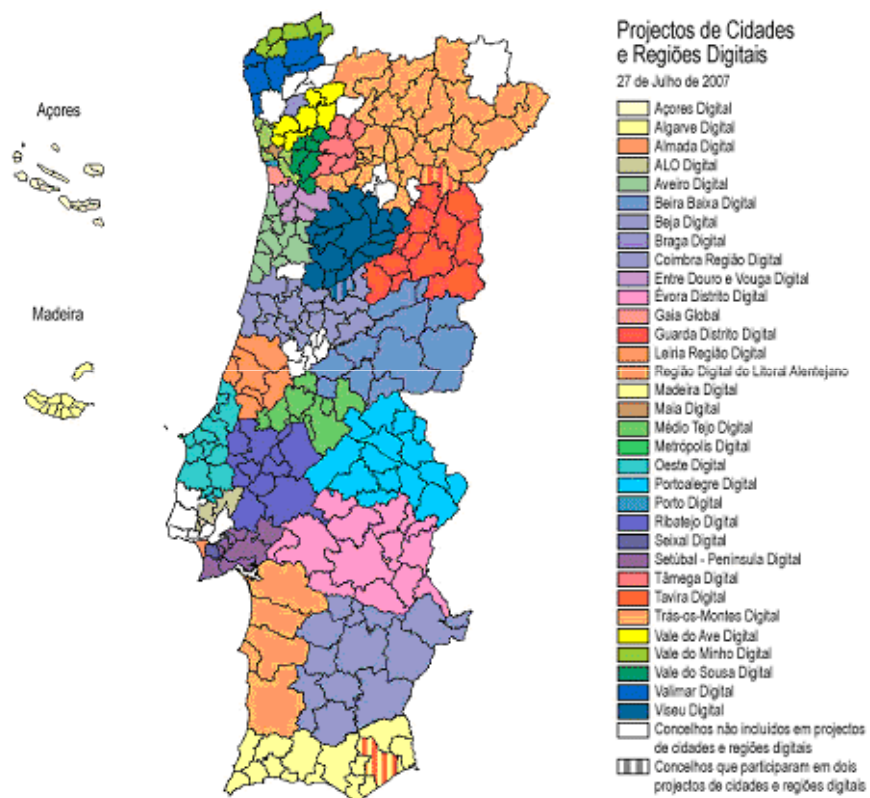 Projectos de Cidades
e Regiões Digitais
27 de Julho de 2007
Açores
Madeira
Açores Digital
Algarve Digital
Almada Digital
ALO Digital
Aveiro Digital
Beira Baixa Digital
Beja Digital
Braga Digital
Coimbra Região Digital
Entre Douro e Vouga Digital
Évora Distrito Digital
Gaia Global
Guarda Distrito Digital
Leiria Região Digital
Região Digital do Litoral Alentejano
Madeira Digital
Maia Digital
Médio Tejo Digital
Metrópolis Digital
Oeste Digital
Portoalegre Digital
Porto Digital
Ribatejo Digital
Seixal Digital
Setúbal - Península Digital
Tâmega Digital
Tavira Digital
Trás-os-Montes Digital
Vale do Ave Digital
Vale do Minho Digital
Vale do Sousa Digital
Valimar Digital
Viseu Digital
Concelhos não incluídos em projectos
de cidades e regiões digitais
Concelhos que participaram em dois
projectos de cidades e regiões digitais